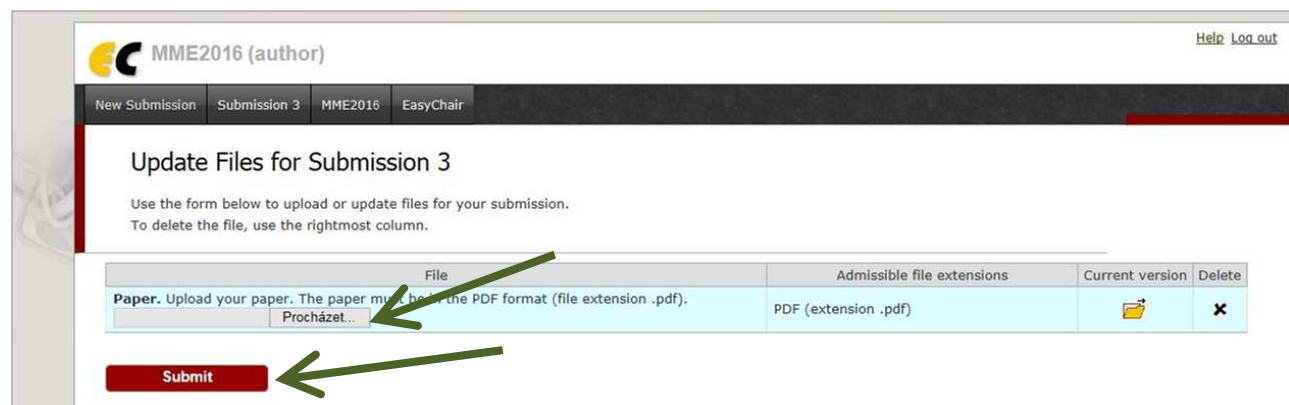 EC MME2016 (author)
Help Log out
New Submission Submission 3 MME2016 EasyChair
Update Files for Submission 3
Use the form below to upload or update files for your submission.
To delete the file, use the rightmost column.
File Admissible file extensions Current version Delete
Paper. Upload your paper. The paper must be in the PDF format (file extension .pdf).
Procházet... PDF (extension .pdf)
Submit